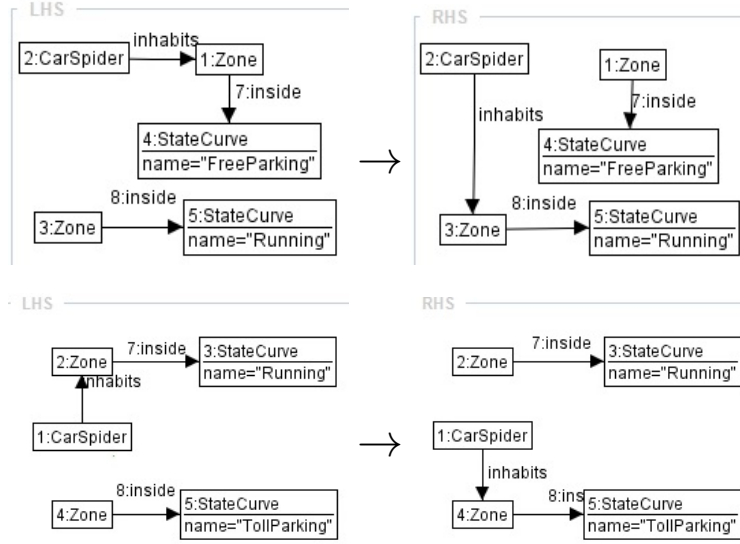 LHS
2:CarSpider
inhabits
1:Zone
7:inside
4:StateCurve
name="FreeParking"
8:inside
3:Zone
5:StateCurve
name="Running"
RHS
2:CarSpider
1:Zone
inhabits
7:inside
4:StateCurve
name="FreeParking"
8:inside
3:Zone
5:StateCurve
name="Running"
LHS
2:Zone
7:inside
3:StateCurve
name="Running"
nhabits
1:CarSpider
8:inside
4:Zone
5:StateCurve
name="TollParking"
RHS
2:Zone
7:inside
3:StateCurve
name="Running"
1:CarSpider
inhabits
4:Zone
8:ins
5:StateCurve
name="TollParking"